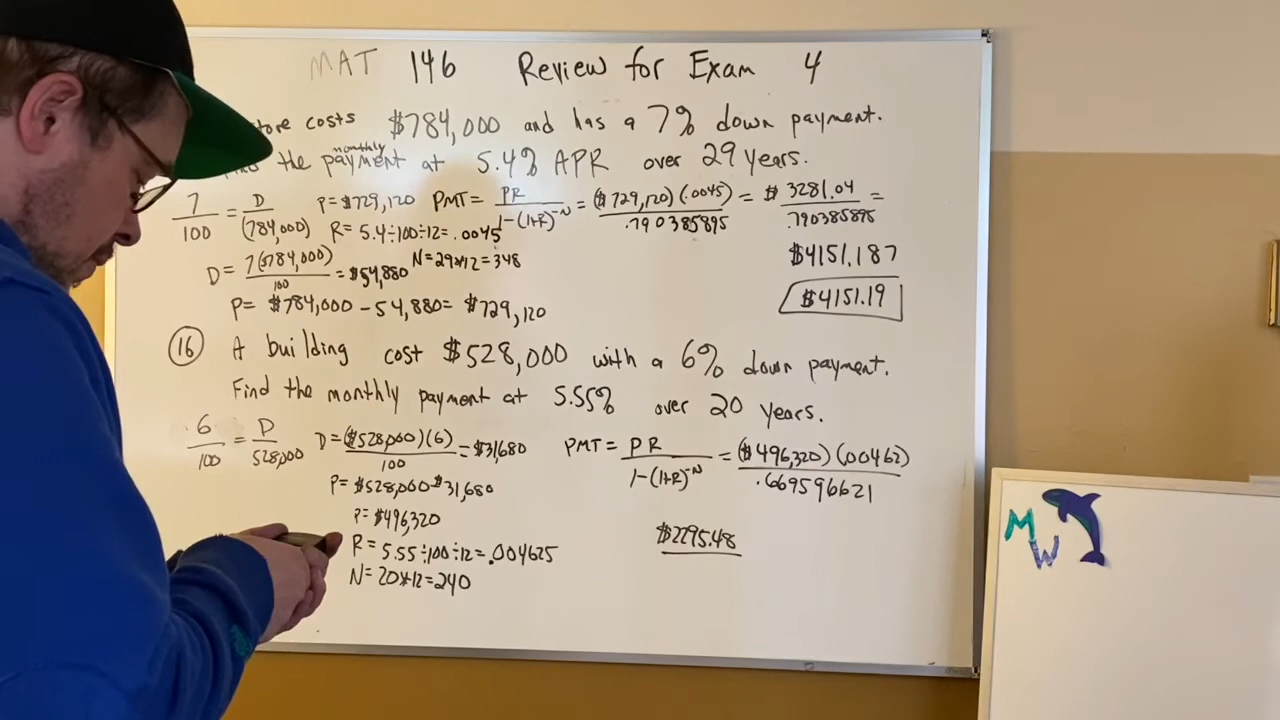 MAT 146 Review for Exam 4
tore costs $784,000 and has a 7% down payment.
the monthly payment at 5.4% APR over 29 years.
7/100 = D/(784,000)
P=$729,120
R= 5.4÷100÷12=.0045
N=29*12=348
PMT= PR/1-(1+R)^-N = ($729,120)(.0045)/.790385895 = $3281.04/.790385895 =
$4151.187
$4151.19
D= 7($784,000)/100 = $54,880
P= $784,000-54,880= $729,120
16 A building cost $528,000 with a 6% down payment.
Find the monthly payment at 5.55% over 20 years.
6/100 = D/528,000
D=($528,000)(6)/100=$31,680
P=$528,000-$31,680
P=$496,320
R=5.55÷100÷12=.004625
N=20*12=240
PMT= PR/1-(1+R)^-N = ($496,320)(.00462)/.669596621
$2295.48
M
W